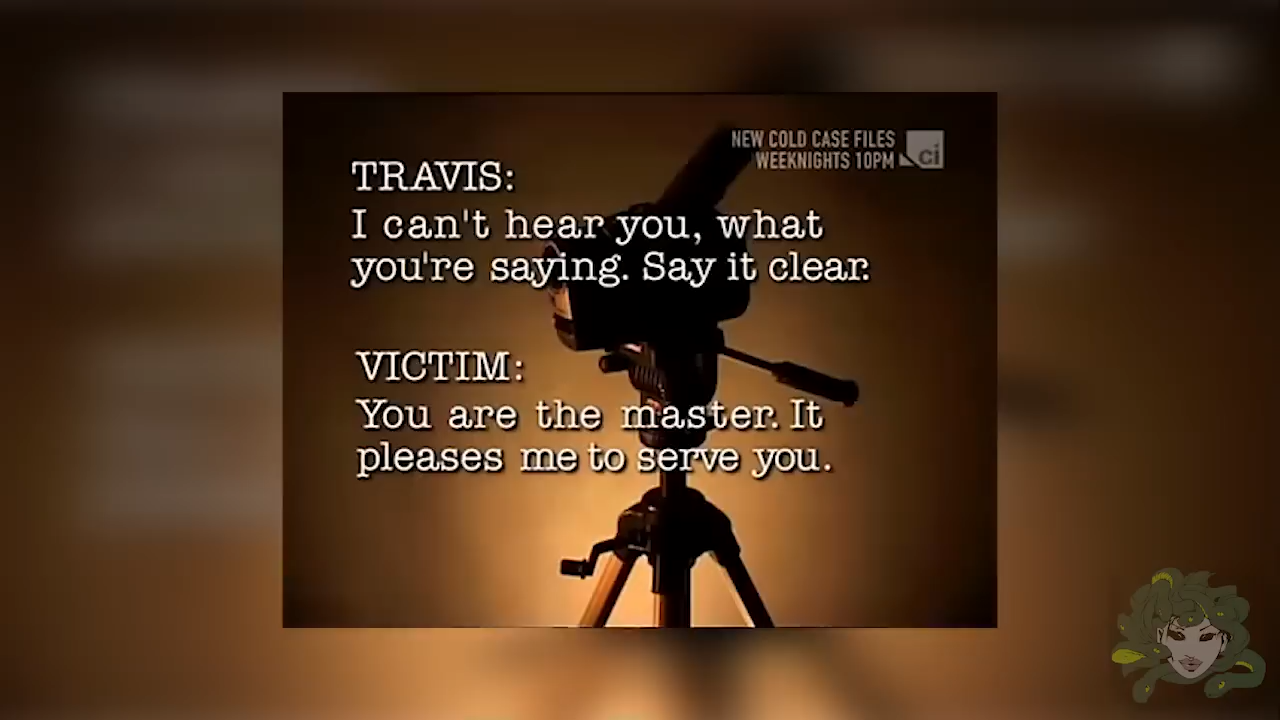 NEW COLD CASE FILES
WEEKNIGHTS 10PM
ci
TRAVIS:
I can't hear you, what
you're saying. Say it clear.
VICTIM:
You are the master. It
pleases me to serve you.